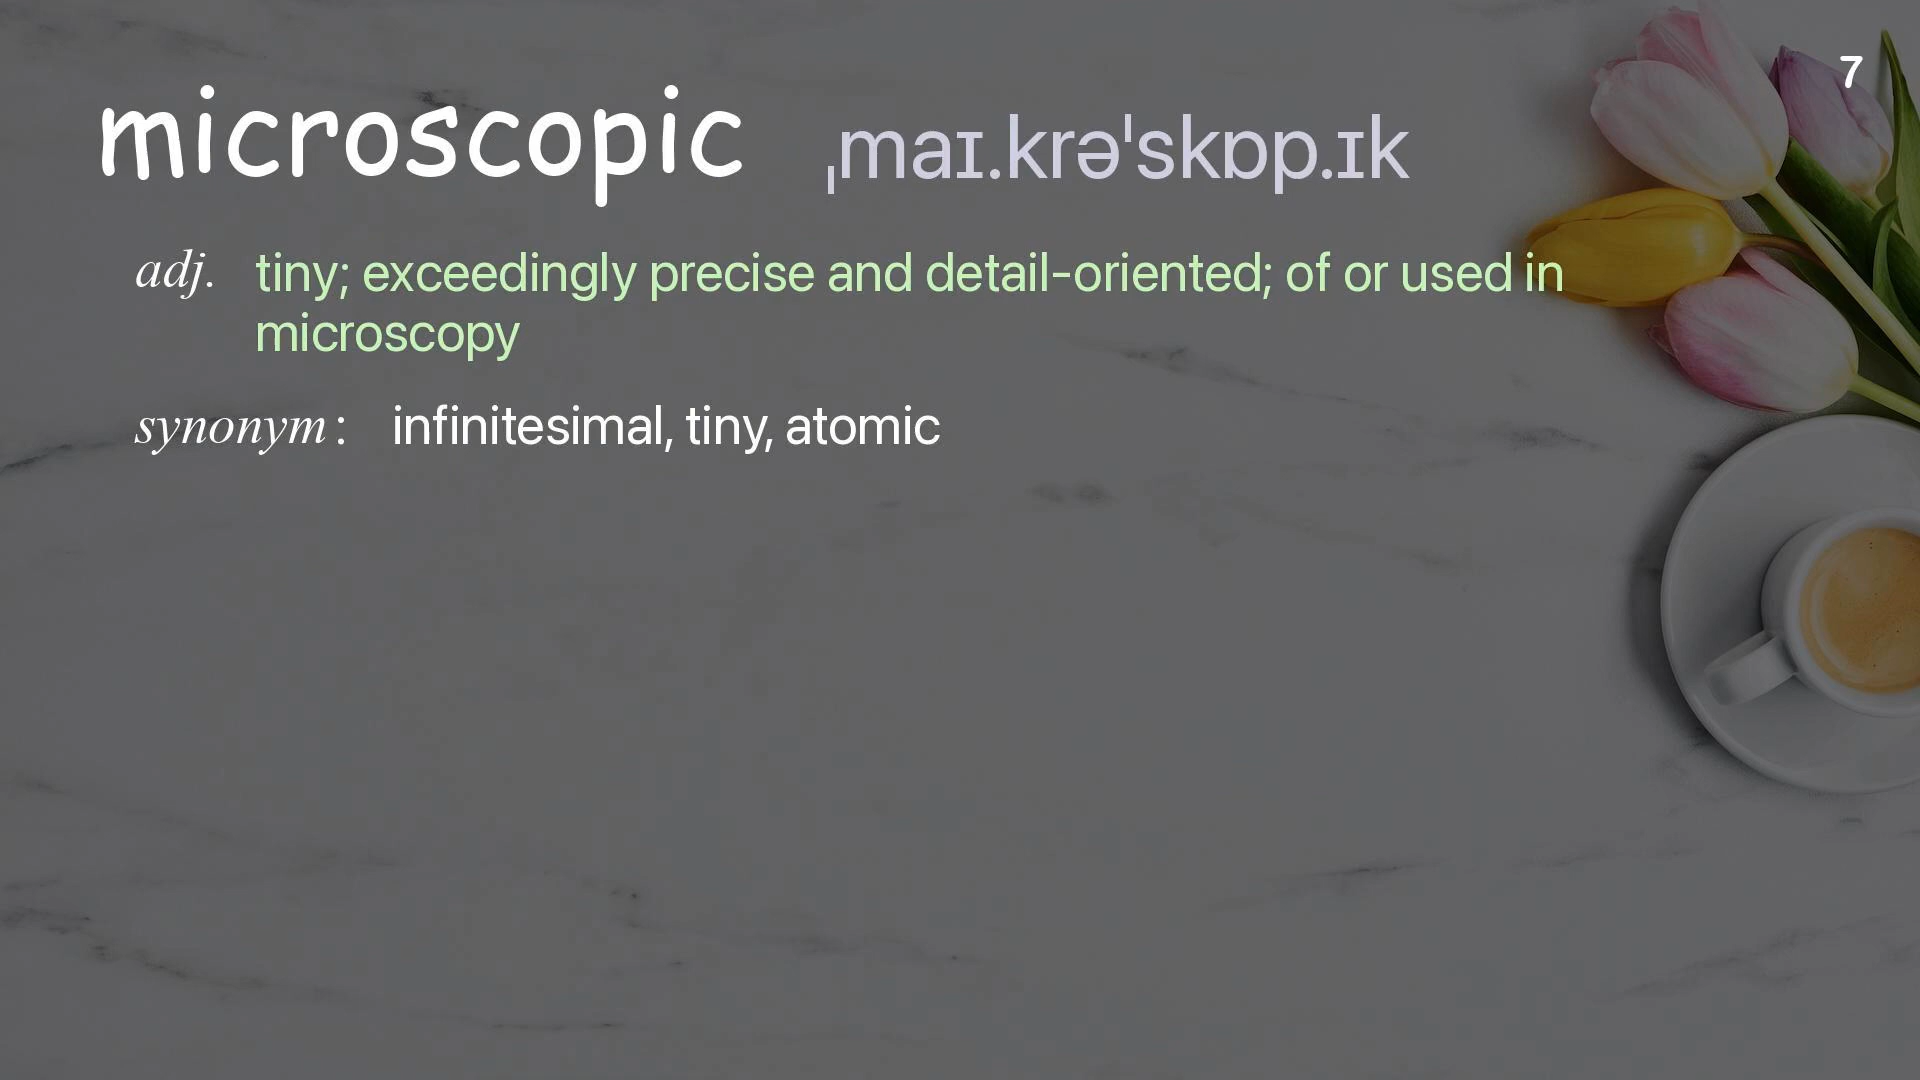 7
microscopic ˌmaɪ.krəˈskɒp.ɪk
adj. tiny; exceedingly precise and detail-oriented; of or used in
microscopy
synonym: infinitesimal, tiny, atomic